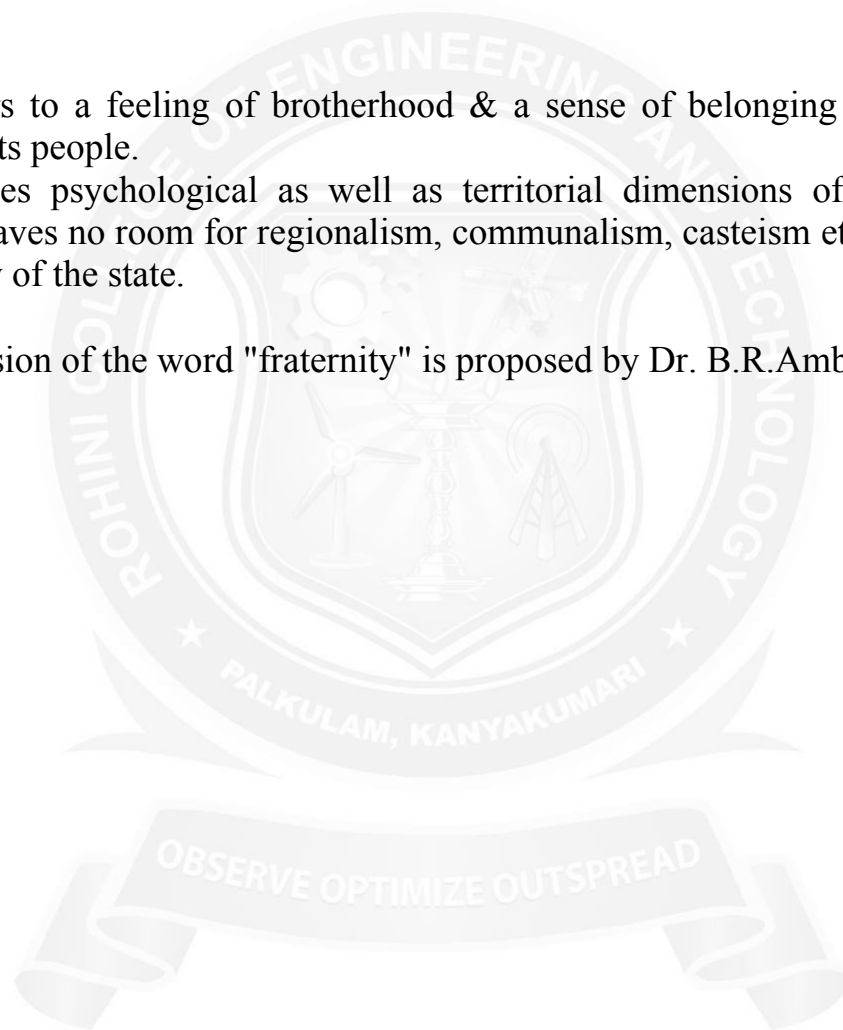 rs to a feeling of brotherhood & a sense of belonging
ts people.
es psychological as well as territorial dimensions of
aves no room for regionalism, communalism, casteism et
y of the state.
sion of the word "fraternity" is proposed by Dr. B.R.Amb
ROHINI COLLEGE OF ENGINEERING AND TECHNOLOGY
PALKULAM, KANYAKUMARI
OBSERVE OPTIMIZE OUTSPREAD